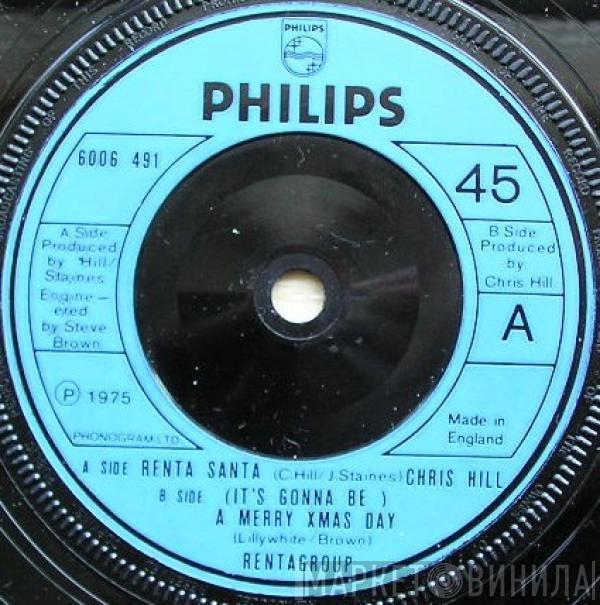 PHILIPS
PHILIPS
6006 491
45
A Side
Produced
by Hill/
Staines
Engine-
ered
by Steve
Brown
B Side
Produced
by
Chris Hill
A
℗ 1975
PHONOGRAM LTD
Made in
England
A SIDE RENTA SANTA (C.Hill/J.Staines) CHRIS HILL
B SIDE (IT'S GONNA BE )
A MERRY XMAS DAY
(Lillywhite/Brown)
RENTAGROUP
МАРКЕТ ВИНИЛА